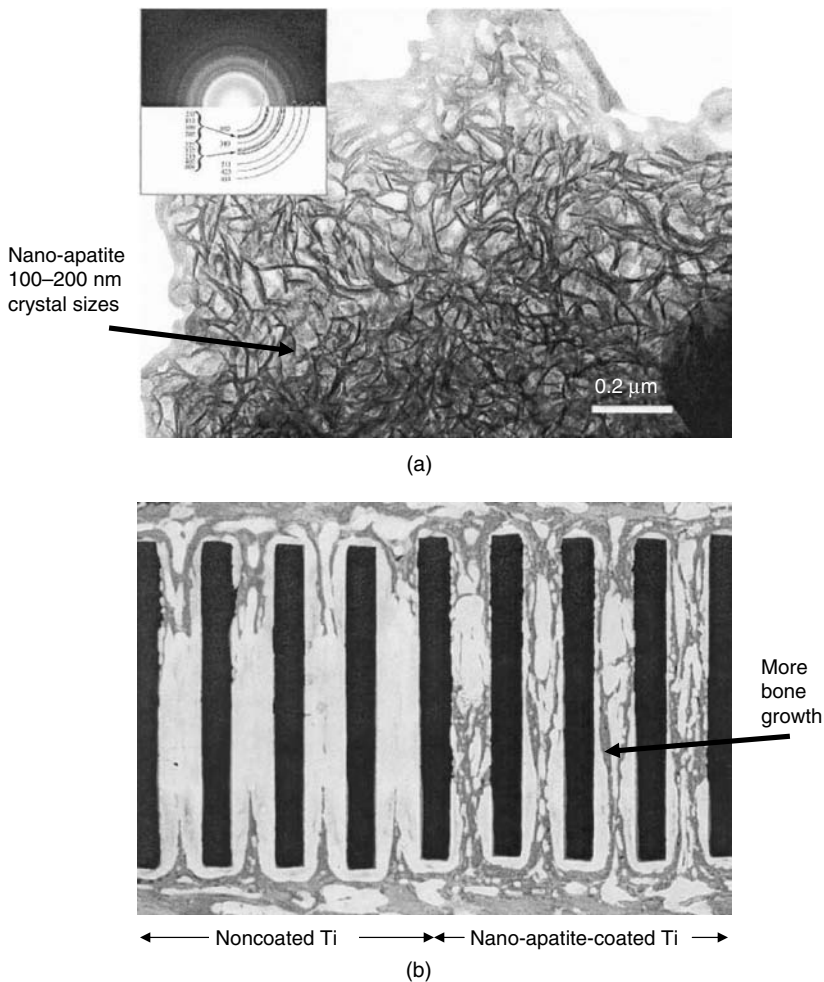 Nano-apatite
100–200 nm
crystal sizes
0.2 μm
(a)
More
bone
growth
Noncoated Ti
Nano-apatite-coated Ti
(b)